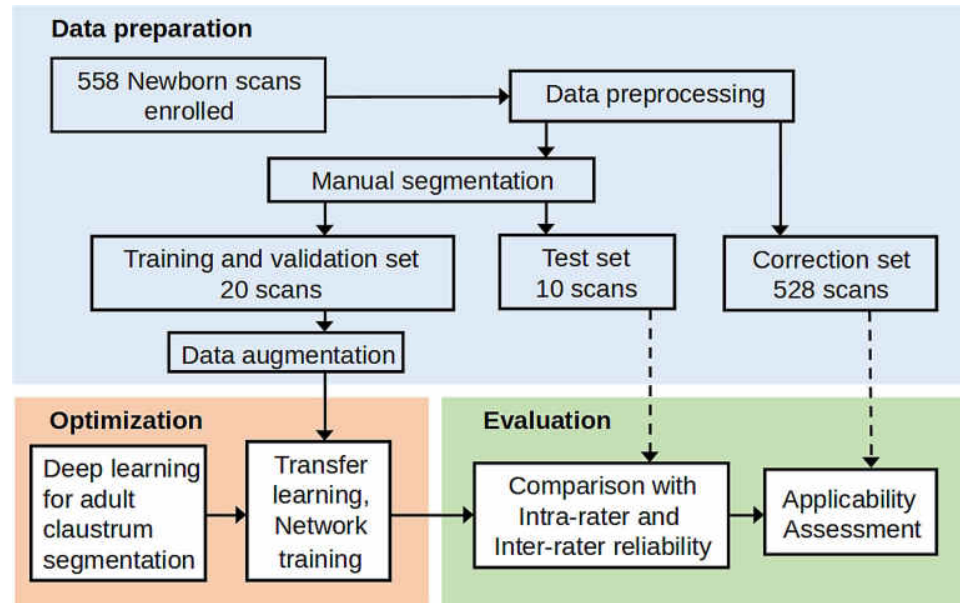 Data preparation
558 Newborn scans
enrolled
Data preprocessing
Manual segmentation
Training and validation set
20 scans
Test set
10 scans
Correction set
528 scans
Data augmentation
Optimization
Deep learning
for adult
claustrum
segmentation
Transfer
learning,
Network
training
Evaluation
Comparison with
Intra-rater and
Inter-rater reliability
Applicability
Assessment